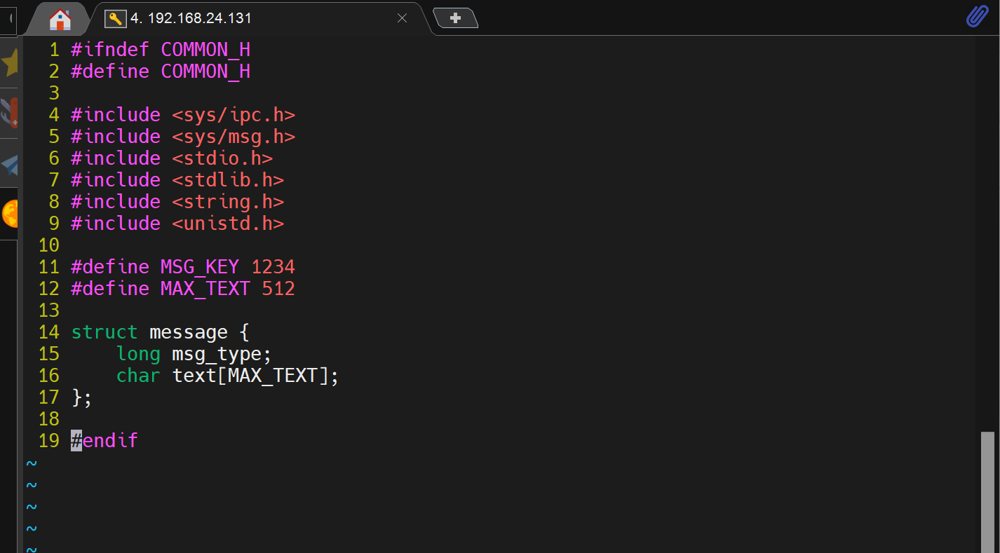 4. 192.168.24.131
1 #ifndef COMMON_H
2 #define COMMON_H
3
4 #include <sys/ipc.h>
5 #include <sys/msg.h>
6 #include <stdio.h>
7 #include <stdlib.h>
8 #include <string.h>
9 #include <unistd.h>
10
11 #define MSG_KEY 1234
12 #define MAX_TEXT 512
13
14 struct message {
15     long msg_type;
16     char text[MAX_TEXT];
17 };
18
19 #endif
~
~
~
~
~